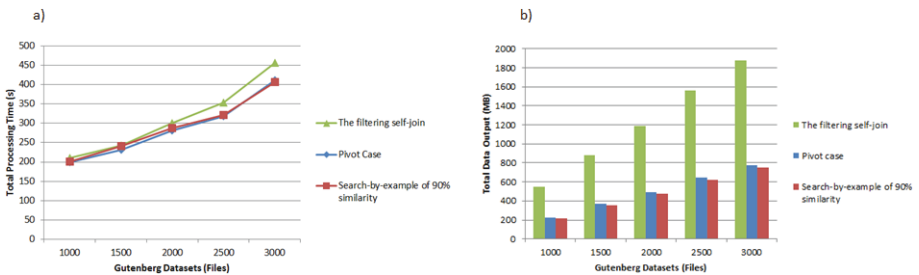 a)
500
450
400
350
300
250
200
150
100
50
0
Total Processing Time (s)
1000 1500 2000 2500 3000
Gutenberg Datasets (Files)
The filtering self-join
Pivot Case
Search-by-example of 90%
similarity
b)
2000
1800
1600
1400
1200
1000
800
600
400
200
0
Total Data Output (MB)
1000 1500 2000 2500 3000
Gutenberg Datasets (Files)
The filtering self-join
Pivot case
Search-by-example of 90%
similarity